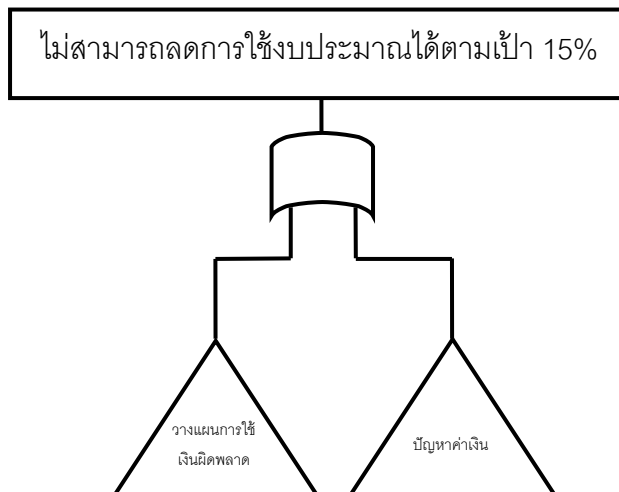 ไม่สามารถลดการใช้งบประมาณได้ตามเป้า 15%
วางแผนการใช้
เงินผิดพลาด
ปัญหาค่าเงิน